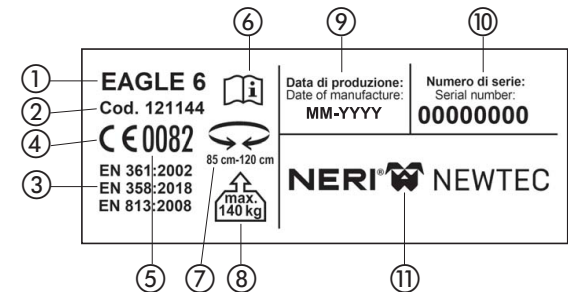 ⑥
⑨
⑩
①
EAGLE 6
②
Cod. 121144
④
CE 0082
③
EN 361:2002
EN 358:2018
EN 813:2008
i
85 cm-120 cm
max.
140 kg
Data di produzione:
Date of manufacture:
MM-YYYY
Numero di serie:
Serial number:
00000000
NERI® NEWTEC
⑤
⑦
⑧
⑪